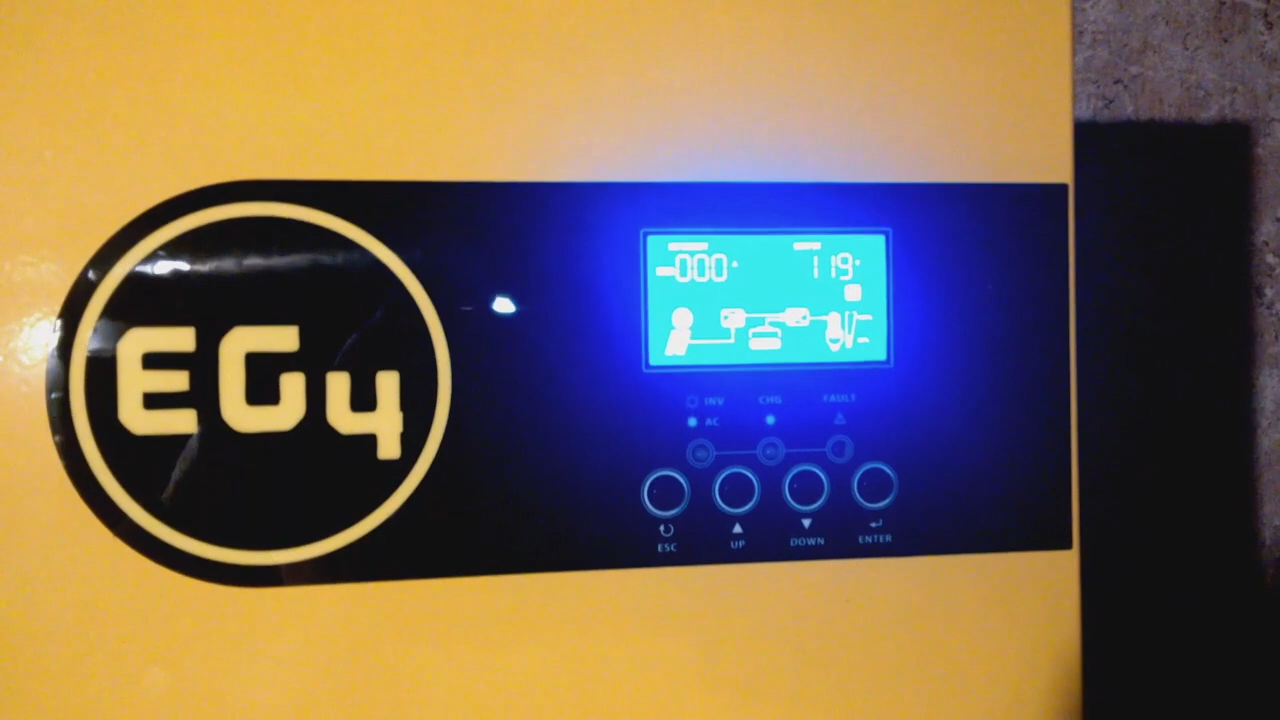 EG4
000
119
INV
CHG
FAULT
AC
ESC
UP
DOWN
ENTER